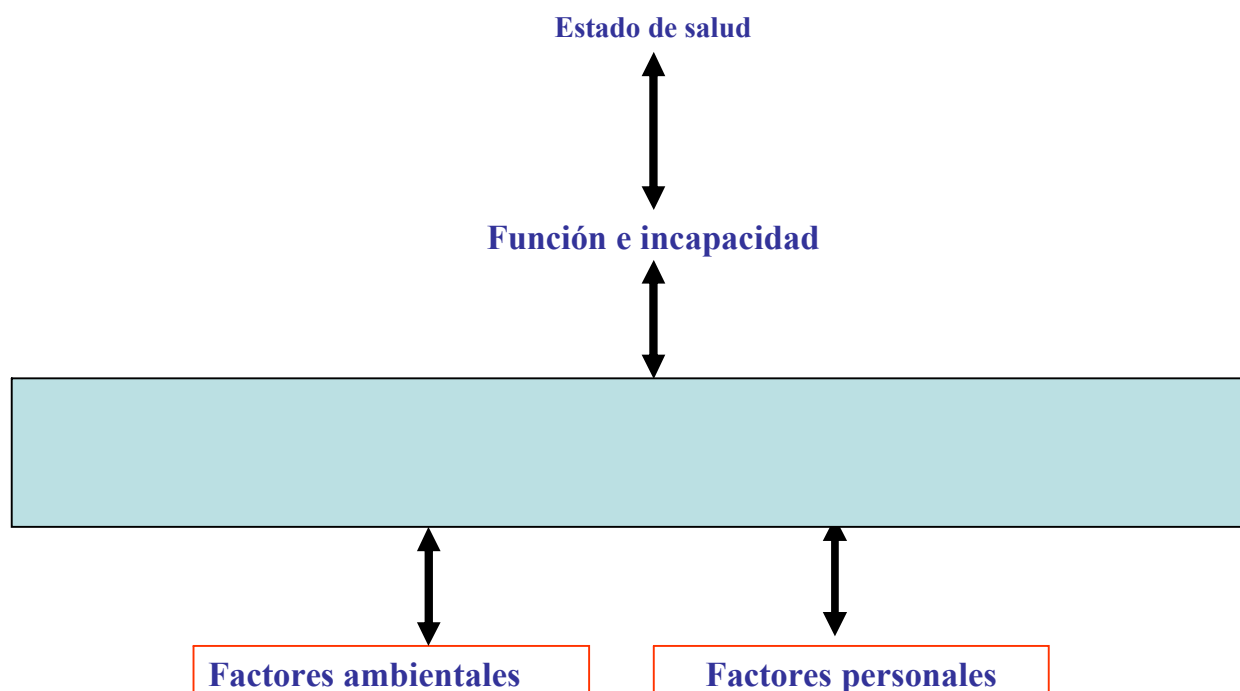 Estado de salud
Función e incapacidad
Factores ambientales
Factores personales